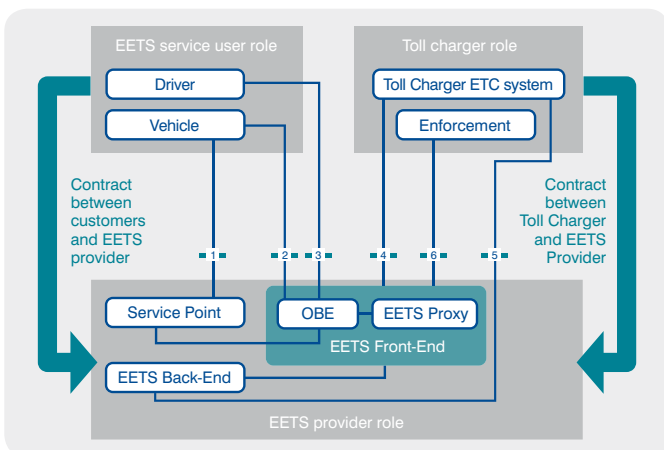 EETS service user role
Toll charger role
Driver
Toll Charger ETC system
Vehicle
Enforcement
Contract
between
customers
and EETS
provider
Contract
between
Toll Charger
and EETS
Provider
1
2
3
4
6
5
Service Point
OBE
EETS Proxy
EETS Front-End
EETS Back-End
EETS provider role